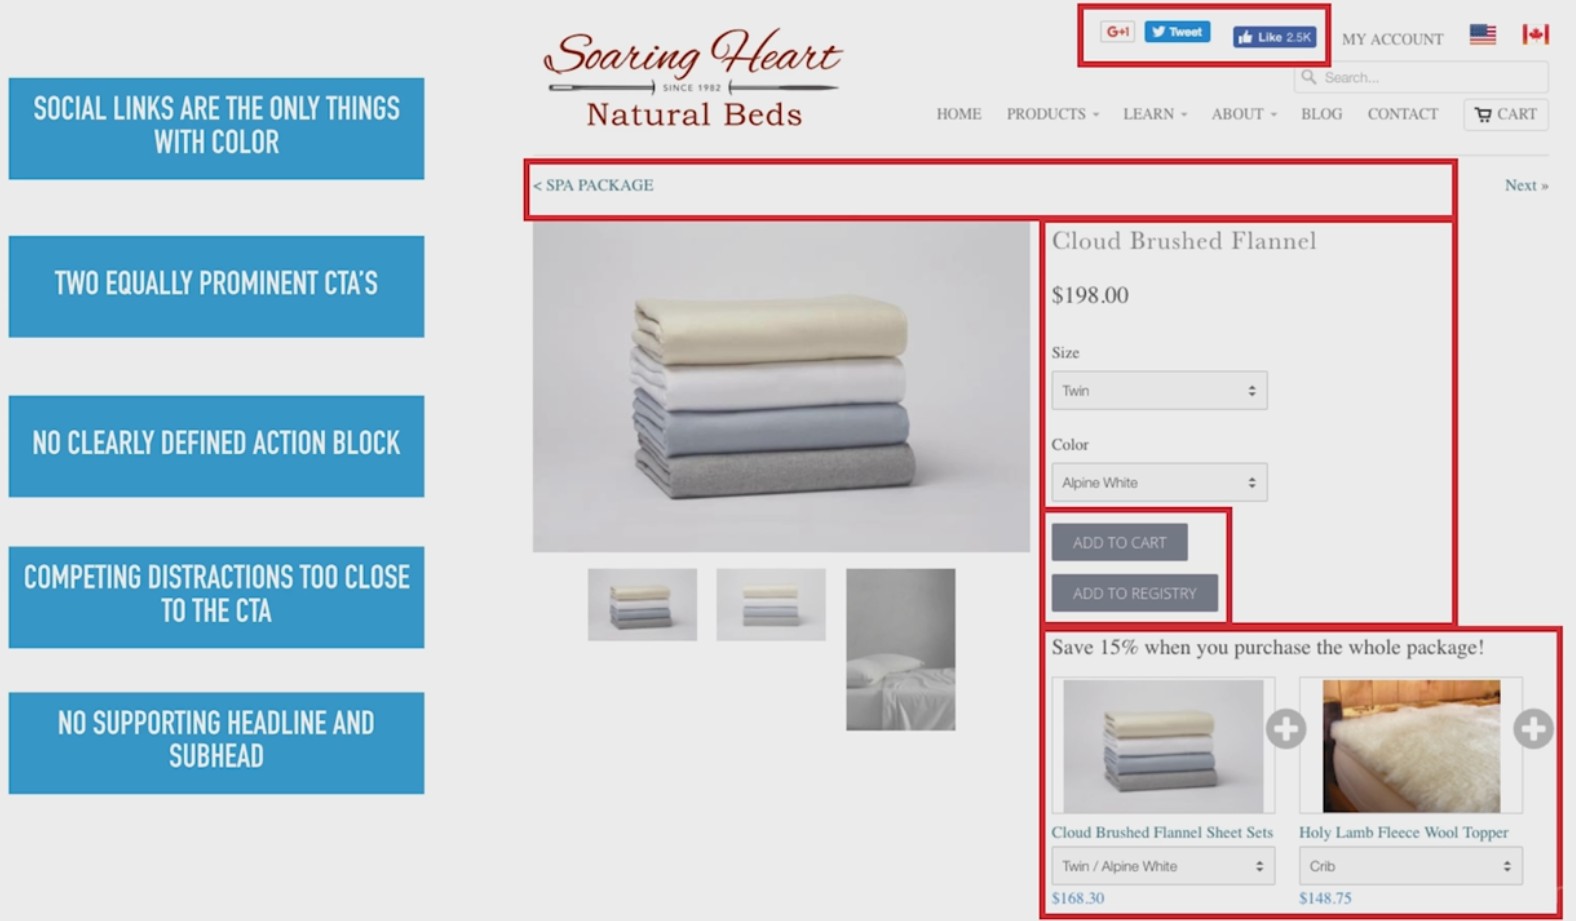 SOCIAL LINKS ARE THE ONLY THINGS
WITH COLOR
TWO EQUALLY PROMINENT CTA'S
NO CLEARLY DEFINED ACTION BLOCK
COMPETING DISTRACTIONS TOO CLOSE
TO THE CTA
NO SUPPORTING HEADLINE AND
SUBHEAD
Soaring Heart
SINCE 1982
Natural Beds
G+1 Tweet Like 2.5K MY ACCOUNT
Search...
HOME PRODUCTS LEARN ABOUT BLOG CONTACT CART
< SPA PACKAGE Next »
Cloud Brushed Flannel
$198.00
Size
Twin
Color
Alpine White
ADD TO CART
ADD TO REGISTRY
Save 15% when you purchase the whole package!
Cloud Brushed Flannel Sheet Sets Holy Lamb Fleece Wool Topper
Twin / Alpine White Crib
$168.30 $148.75